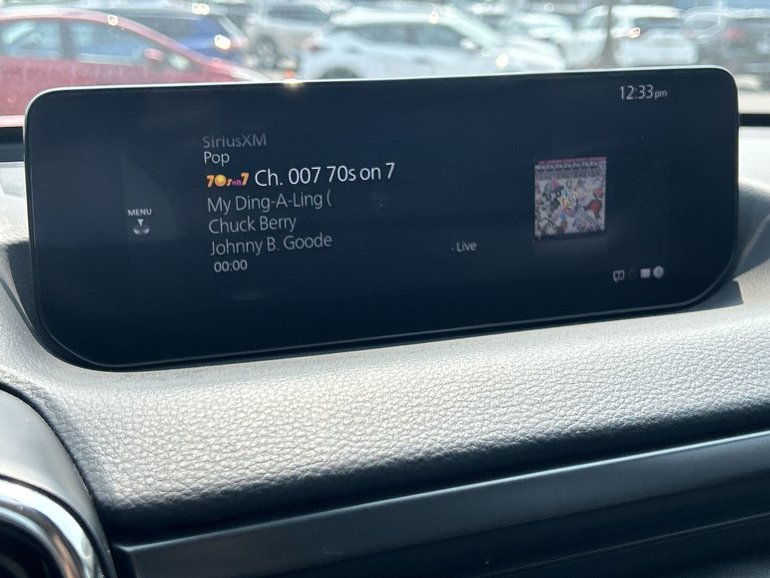 12:33pm
SiriusXM
Pop
70s on 7 Ch. 007 70s on 7
My Ding-A-Ling (
Chuck Berry
Johnny B. Goode
00:00
- Live
MENU